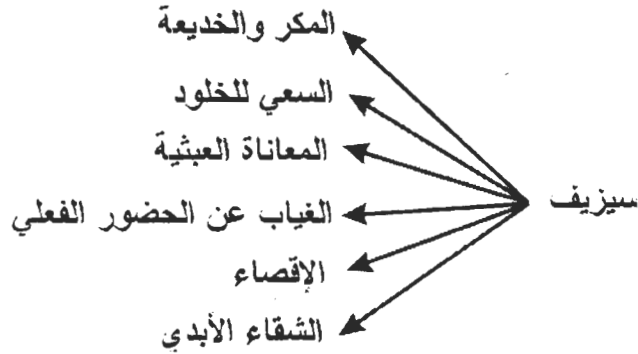 المكر والخديعة
السعي للخلود
المعاناة العبثية
سيزيف
الغياب عن الحضور الفعلي
الإقصاء
الشقاء الأبدي